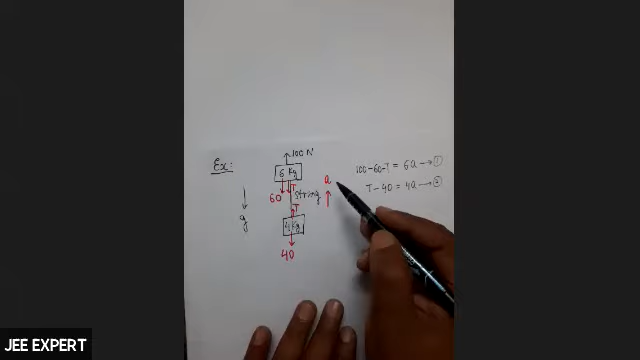 Ex:
100 N
6 Kg
60
T
string
T
4 Kg
40
g
a
100-60-T = 6a → ①
T-40 = 4a → ②
JEE EXPERT